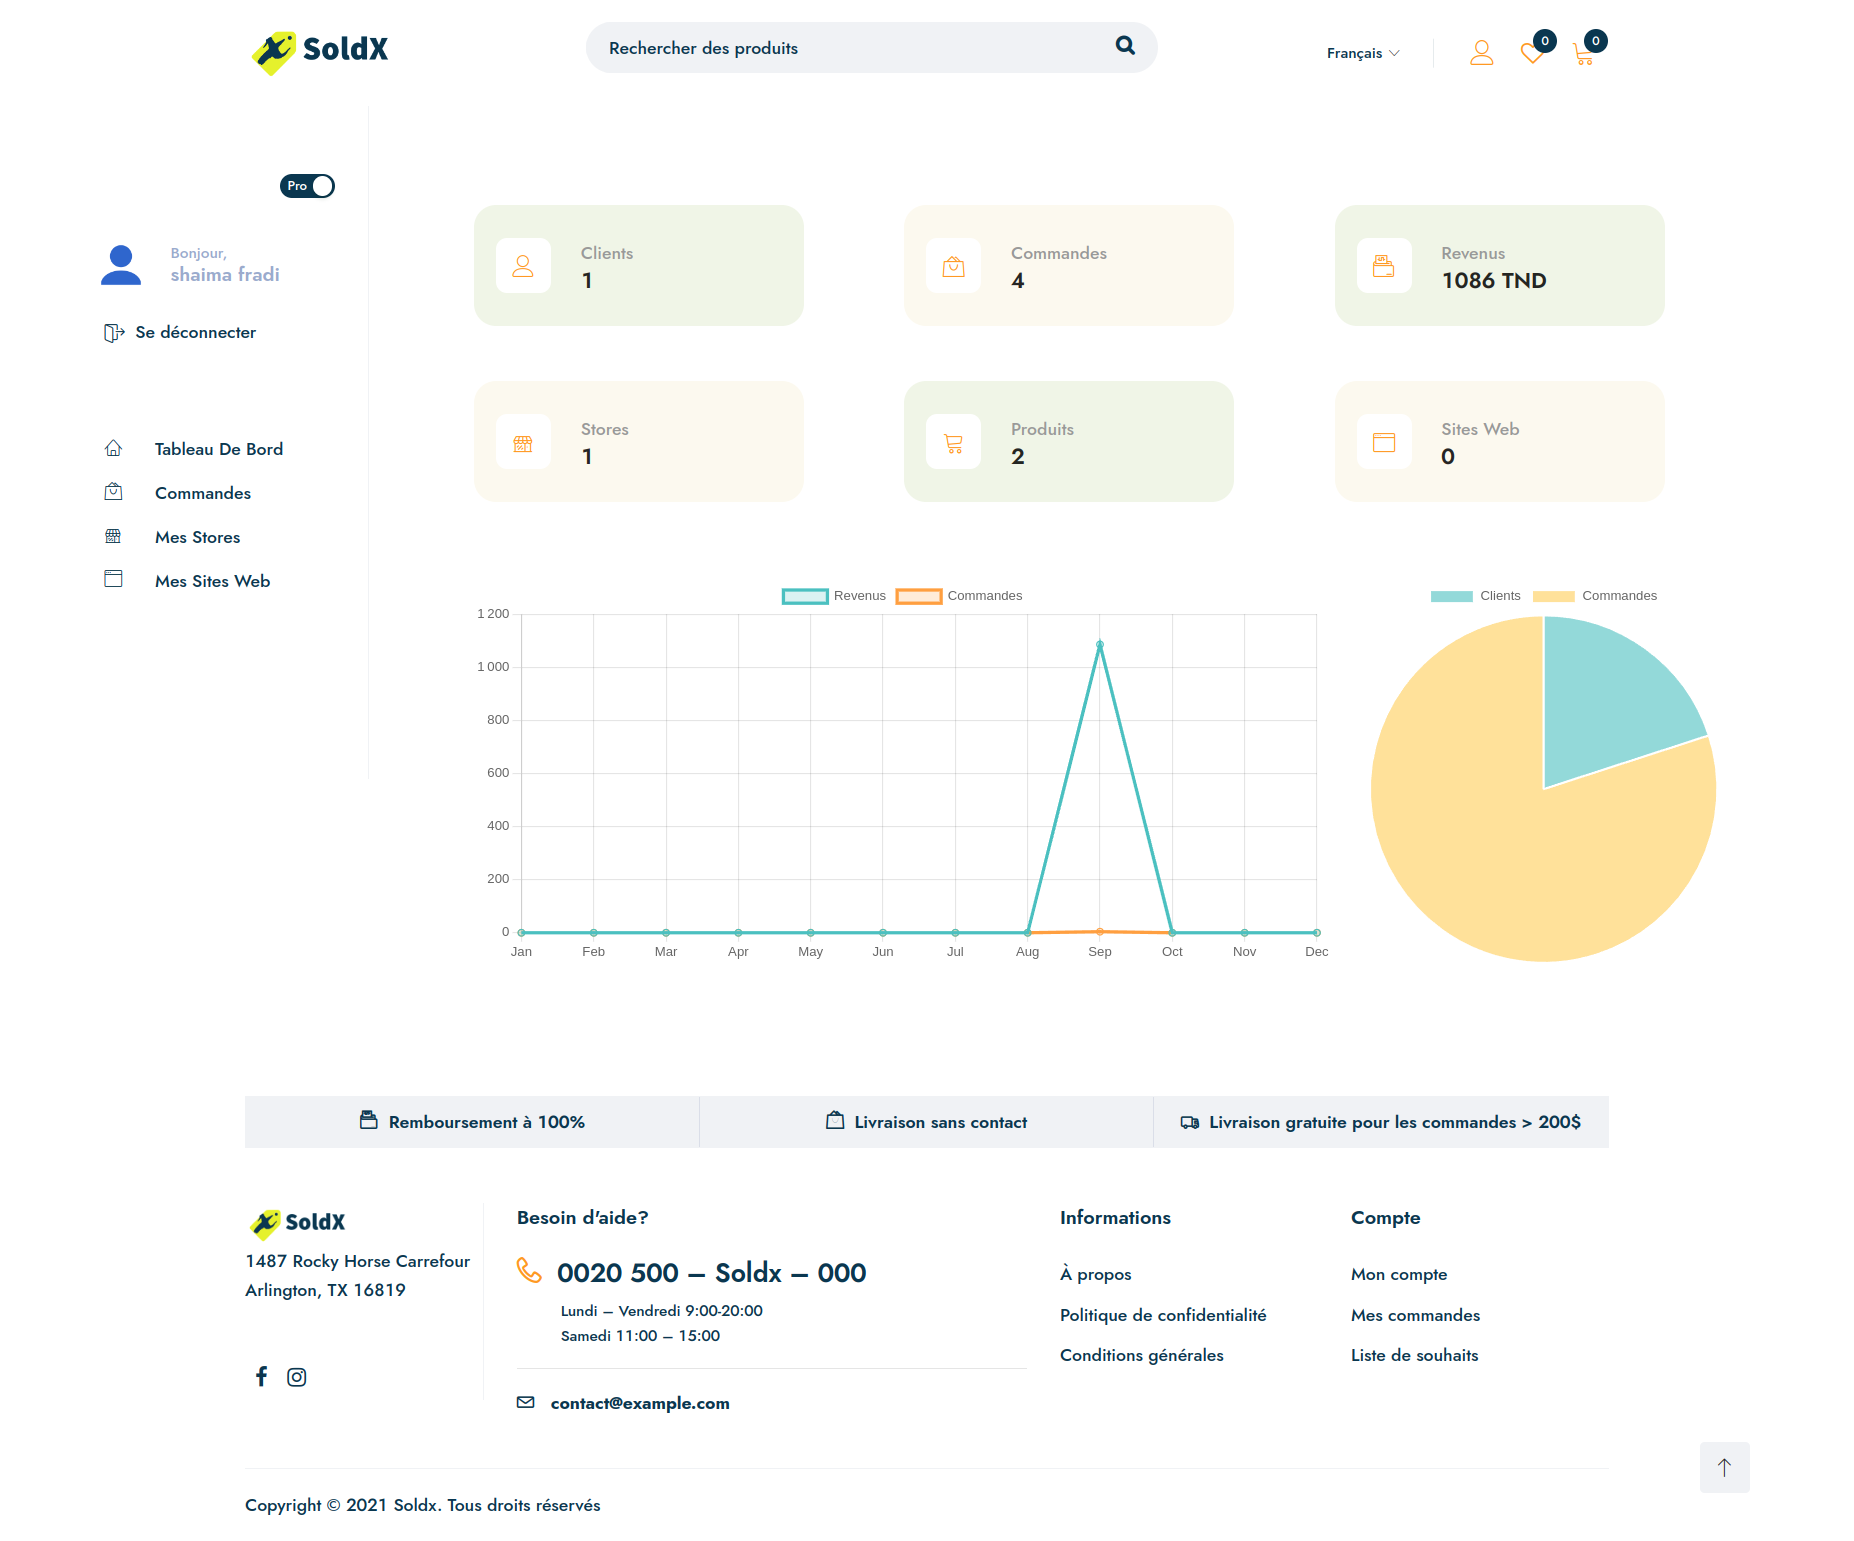 SoldX
Rechercher des produits
Français
0
0
Pro
Bonjour,
shaima fradi
Se déconnecter
Tableau De Bord
Commandes
Mes Stores
Mes Sites Web
Clients
1
Commandes
4
Revenus
1086 TND
Stores
1
Produits
2
Sites Web
0
Revenus Commandes
1 200
1 000
800
600
400
200
0
Jan Feb Mar Apr May Jun Jul Aug Sep Oct Nov Dec
Clients Commandes
Remboursement à 100%
Livraison sans contact
Livraison gratuite pour les commandes > 200$
SoldX
1487 Rocky Horse Carrefour
Arlington, TX 16819
Besoin d'aide?
0020 500 – Soldx – 000
Lundi – Vendredi 9:00-20:00
Samedi 11:00 – 15:00
contact@example.com
Informations
À propos
Politique de confidentialité
Conditions générales
Compte
Mon compte
Mes commandes
Liste de souhaits
Copyright © 2021 Soldx. Tous droits réservés